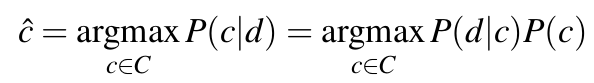 ĉ = argmax P(c|d) = argmax P(d|c)P(c)
c∈C c∈C